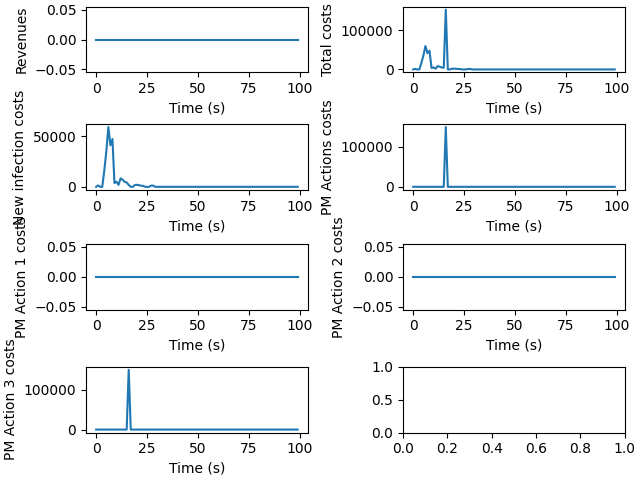 Revenues
0.05
0.00
−0.05
0 25 50 75 100
Time (s)
Total costs
100000
0
0 25 50 75 100
Time (s)
New infection costs
50000
0
0 25 50 75 100
Time (s)
PM Actions costs
100000
0
0 25 50 75 100
Time (s)
PM Action 1 costs
0.05
0.00
−0.05
0 25 50 75 100
Time (s)
PM Action 2 costs
0.05
0.00
−0.05
0 25 50 75 100
Time (s)
PM Action 3 costs
100000
0
0 25 50 75 100
Time (s)
1.0
0.5
0.0
0.0 0.2 0.4 0.6 0.8 1.0